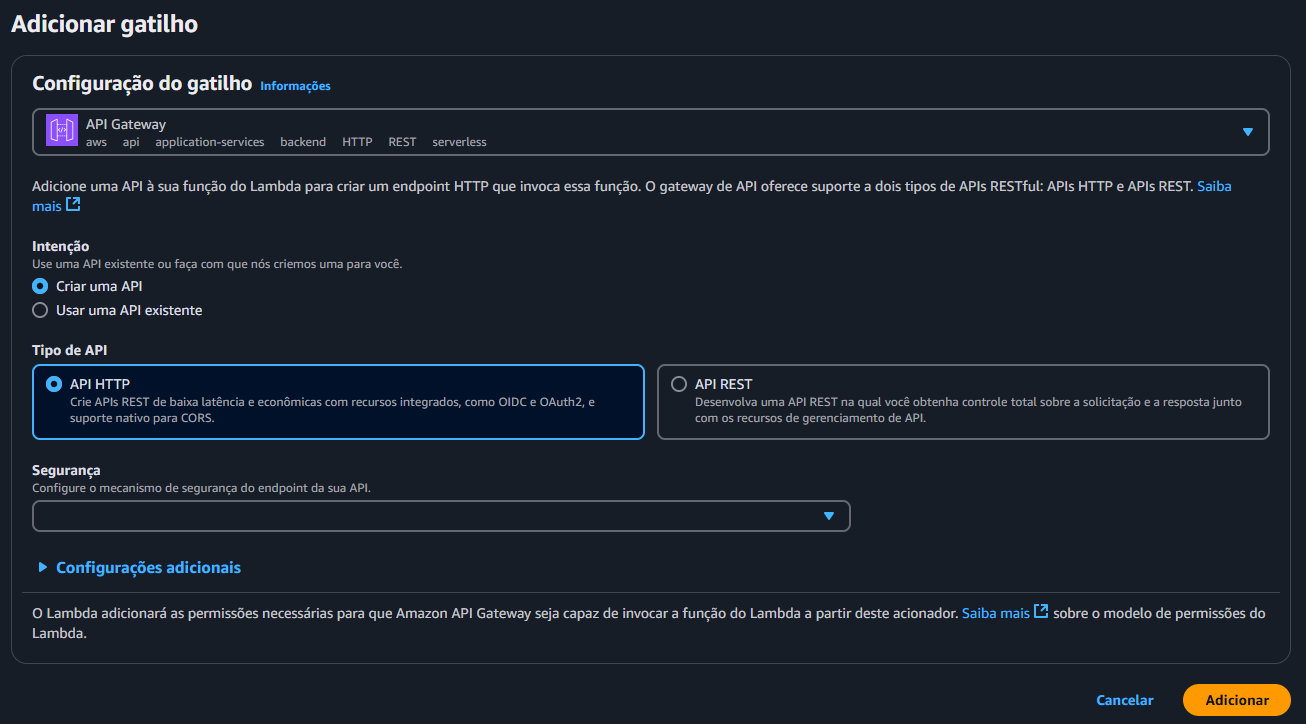 Adicionar gatilho
Configuração do gatilho Informações
API Gateway
aws api application-services backend HTTP REST serverless
Adicione uma API à sua função do Lambda para criar um endpoint HTTP que invoca essa função. O gateway de API oferece suporte a dois tipos de APIs RESTful: APIs HTTP e APIs REST. Saiba
mais
Intenção
Use uma API existente ou faça com que nós criemos uma para você.
Criar uma API
Usar uma API existente
Tipo de API
API HTTP
Crie APIs REST de baixa latência e econômicas com recursos integrados, como OIDC e OAuth2, e
suporte nativo para CORS.
API REST
Desenvolva uma API REST na qual você obtenha controle total sobre a solicitação e a resposta junto
com os recursos de gerenciamento de API.
Segurança
Configure o mecanismo de segurança do endpoint da sua API.
Configurações adicionais
O Lambda adicionará as permissões necessárias para que Amazon API Gateway seja capaz de invocar a função do Lambda a partir deste acionador. Saiba mais sobre o modelo de permissões do
Lambda.
Cancelar
Adicionar